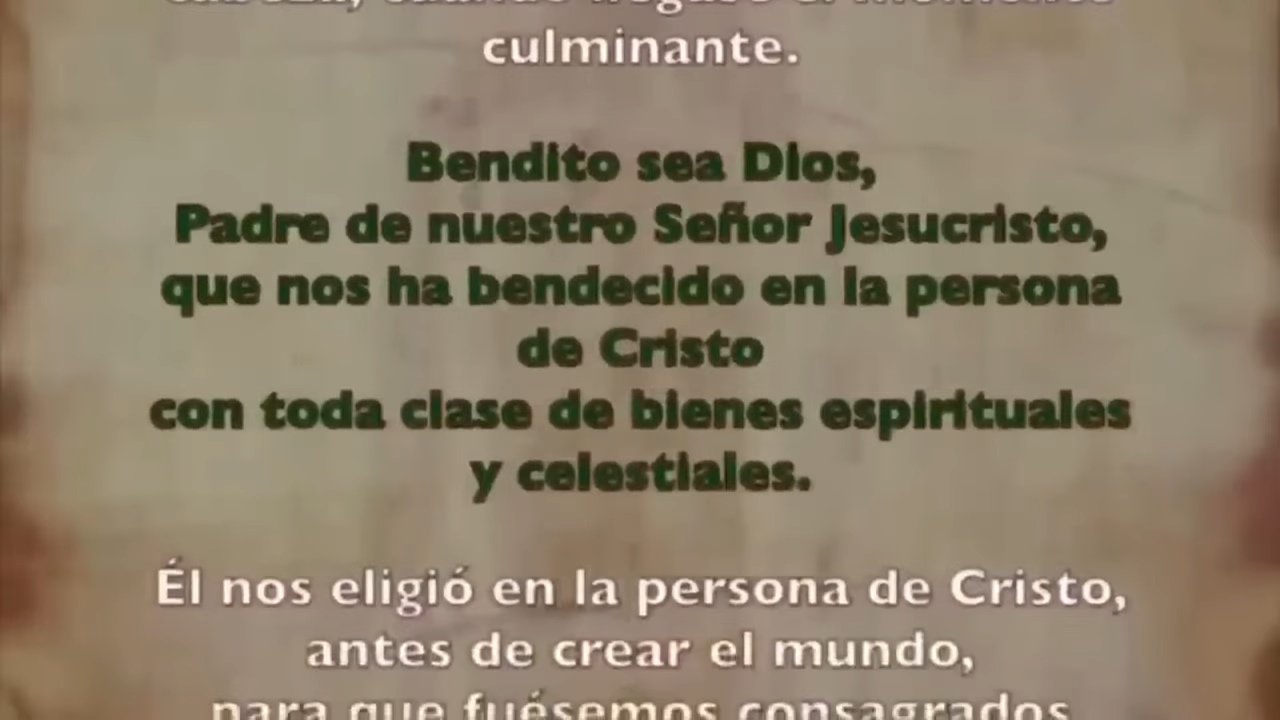 culminante.
Bendito sea Dios,
Padre de nuestro Señor Jesucristo,
que nos ha bendecido en la persona
de Cristo
con toda clase de bienes espirituales
y celestiales.
Él nos eligió en la persona de Cristo,
antes de crear el mundo,
para que fuésemos consagrados